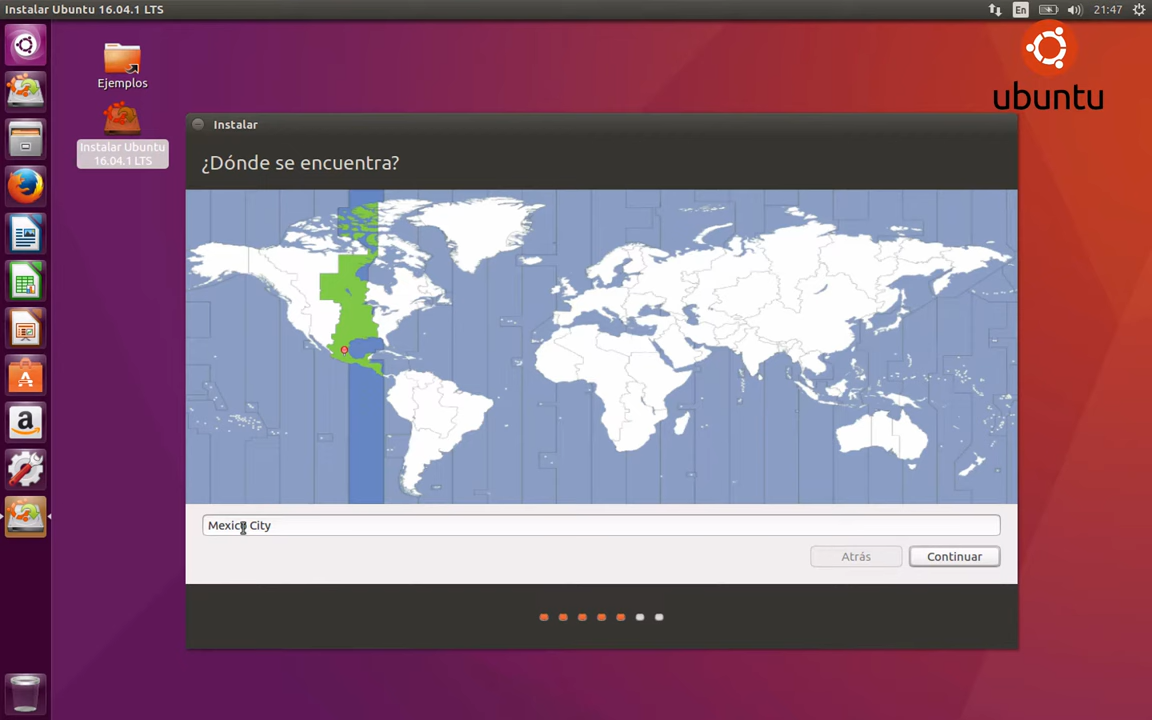 Instalar Ubuntu 16.04.1 LTS
En
21:47
Ejemplos
Instalar Ubuntu
16.04.1 LTS
ubuntu
Instalar
¿Dónde se encuentra?
Mexico City
Atrás
Continuar